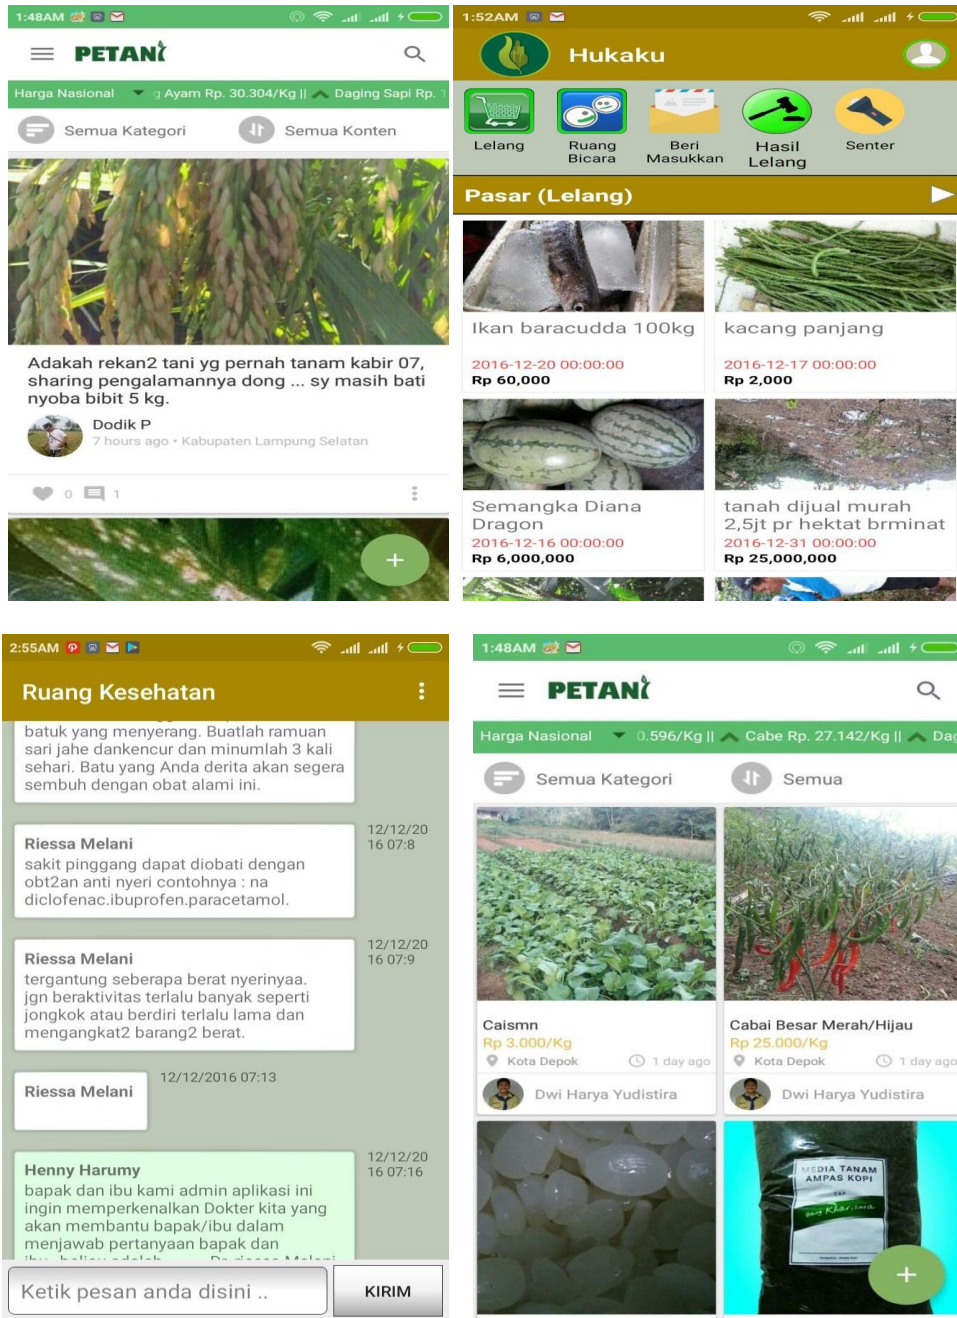 1:48AM
PETANI
Harga Nasional
g Ayam Rp. 30.304/Kg || Daging Sapi Rp. 1
Semua Kategori
Semua Konten
Adakah rekan2 tani yg pernah tanam kabir 07,
sharing pengalamannya dong ... sy masih bati
nyoba bibit 5 kg.
Dodik P
7 hours ago • Kabupaten Lampung Selatan
0
1
+
1:52AM
Hukaku
Lelang
Ruang
Bicara
Beri
Masukkan
Hasil
Lelang
Senter
Pasar (Lelang)
Ikan baracudda 100kg
2016-12-20 00:00:00
Rp 60,000
kacang panjang
2016-12-17 00:00:00
Rp 2,000
Semangka Diana
Dragon
2016-12-16 00:00:00
Rp 6,000,000
tanah dijual murah
2,5jt pr hektat brminat
2016-12-31 00:00:00
Rp 25,000,000
2:55AM
Ruang Kesehatan
batuk yang menyerang. Buatlah ramuan
sari jahe dankencur dan minumlah 3 kali
sehari. Batu yang Anda derita akan segera
sembuh dengan obat alami ini.
12/12/20
16 07:8
Riessa Melani
sakit pinggang dapat diobati dengan
obt2an anti nyeri contohnya : na
diclofenac.ibuprofen.paracetamol.
12/12/20
16 07:9
Riessa Melani
tergantung seberapa berat nyerinyaa.
jgn beraktivitas terlalu banyak seperti
jongkok atau berdiri terlalu lama dan
mengangkat2 barang2 berat.
Riessa Melani
12/12/2016 07:13
12/12/20
16 07:16
Henny Harumy
bapak dan ibu kami admin aplikasi ini
ingin memperkenalkan Dokter kita yang
akan membantu bapak/ibu dalam
menjawab pertanyaan bapak dan
Ketik pesan anda disini ..
KIRIM
1:48AM
PETANI
Harga Nasional
0.596/Kg || Cabe Rp. 27.142/Kg || Dag
Semua Kategori
Semua
Caismn
Rp 3.000/Kg
Kota Depok
1 day ago
Dwi Harya Yudistira
Cabai Besar Merah/Hijau
Rp 25.000/Kg
Kota Depok
1 day ago
Dwi Harya Yudistira
MEDIA TANAM
AMPAS KOPI
+